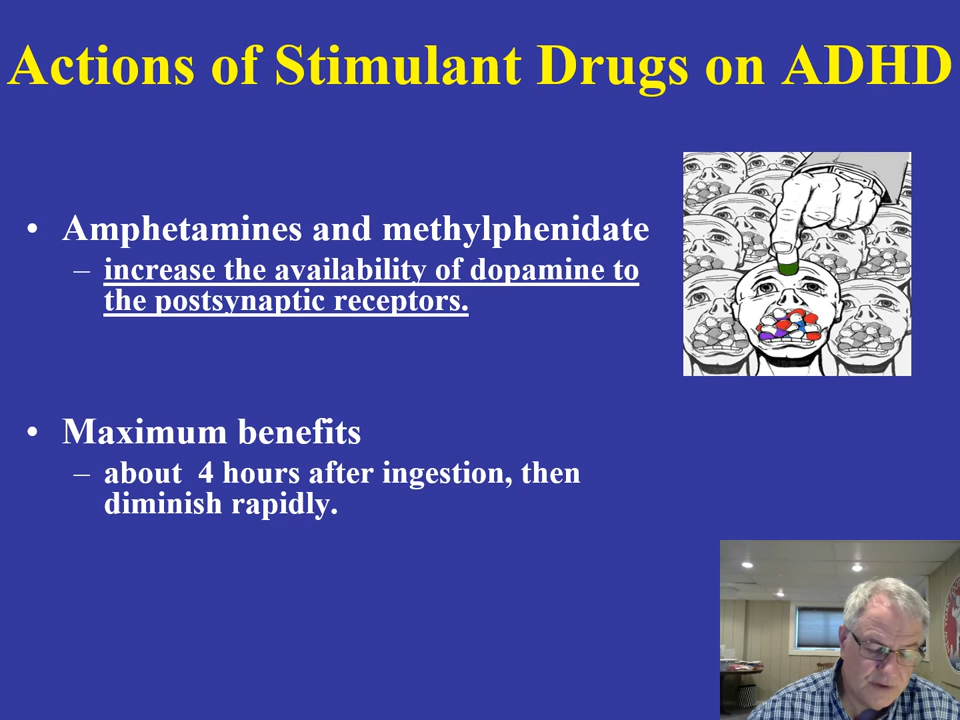 Actions of Stimulant Drugs on ADHD
• Amphetamines and methylphenidate
– increase the availability of dopamine to
the postsynaptic receptors.
• Maximum benefits
– about 4 hours after ingestion, then
diminish rapidly.